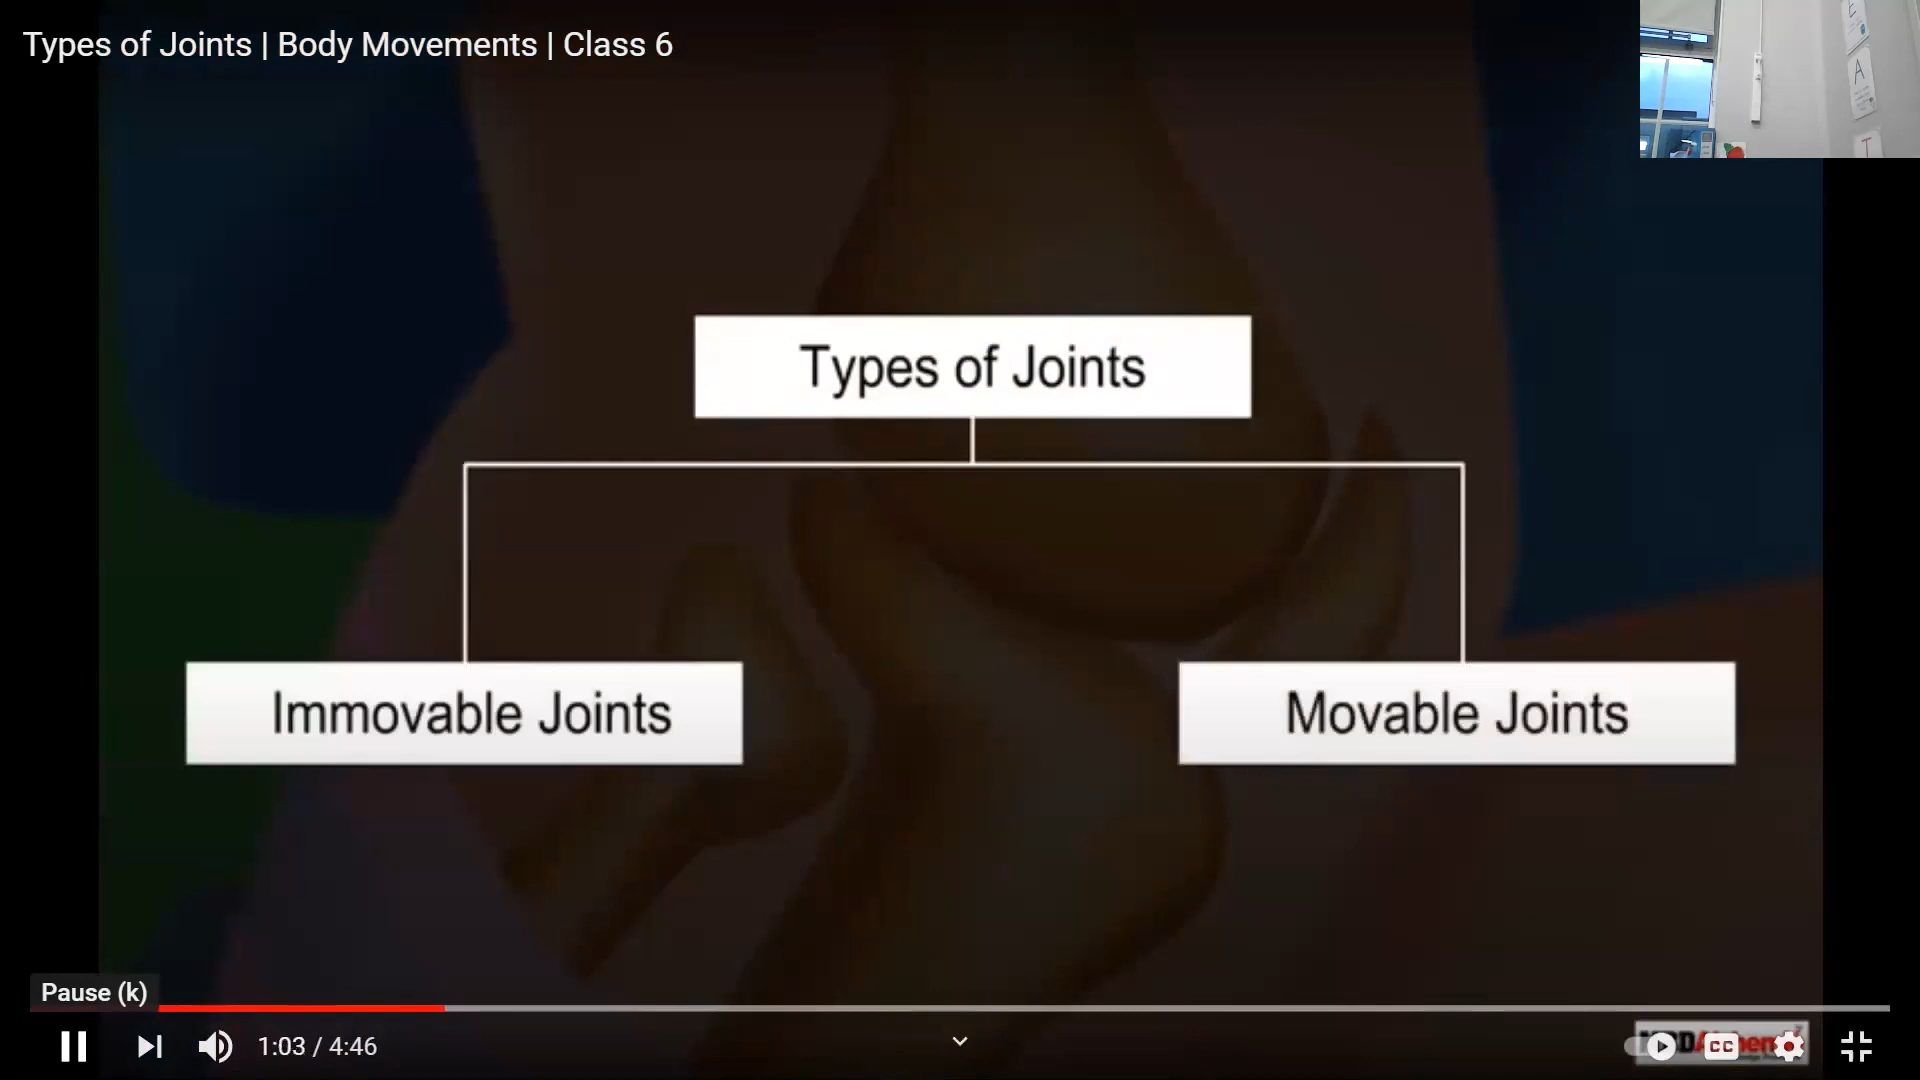 Types of Joints | Body Movements | Class 6
E
A
T
Types of Joints
Immovable Joints
Movable Joints
Pause (k)
1:03 / 4:46
CC